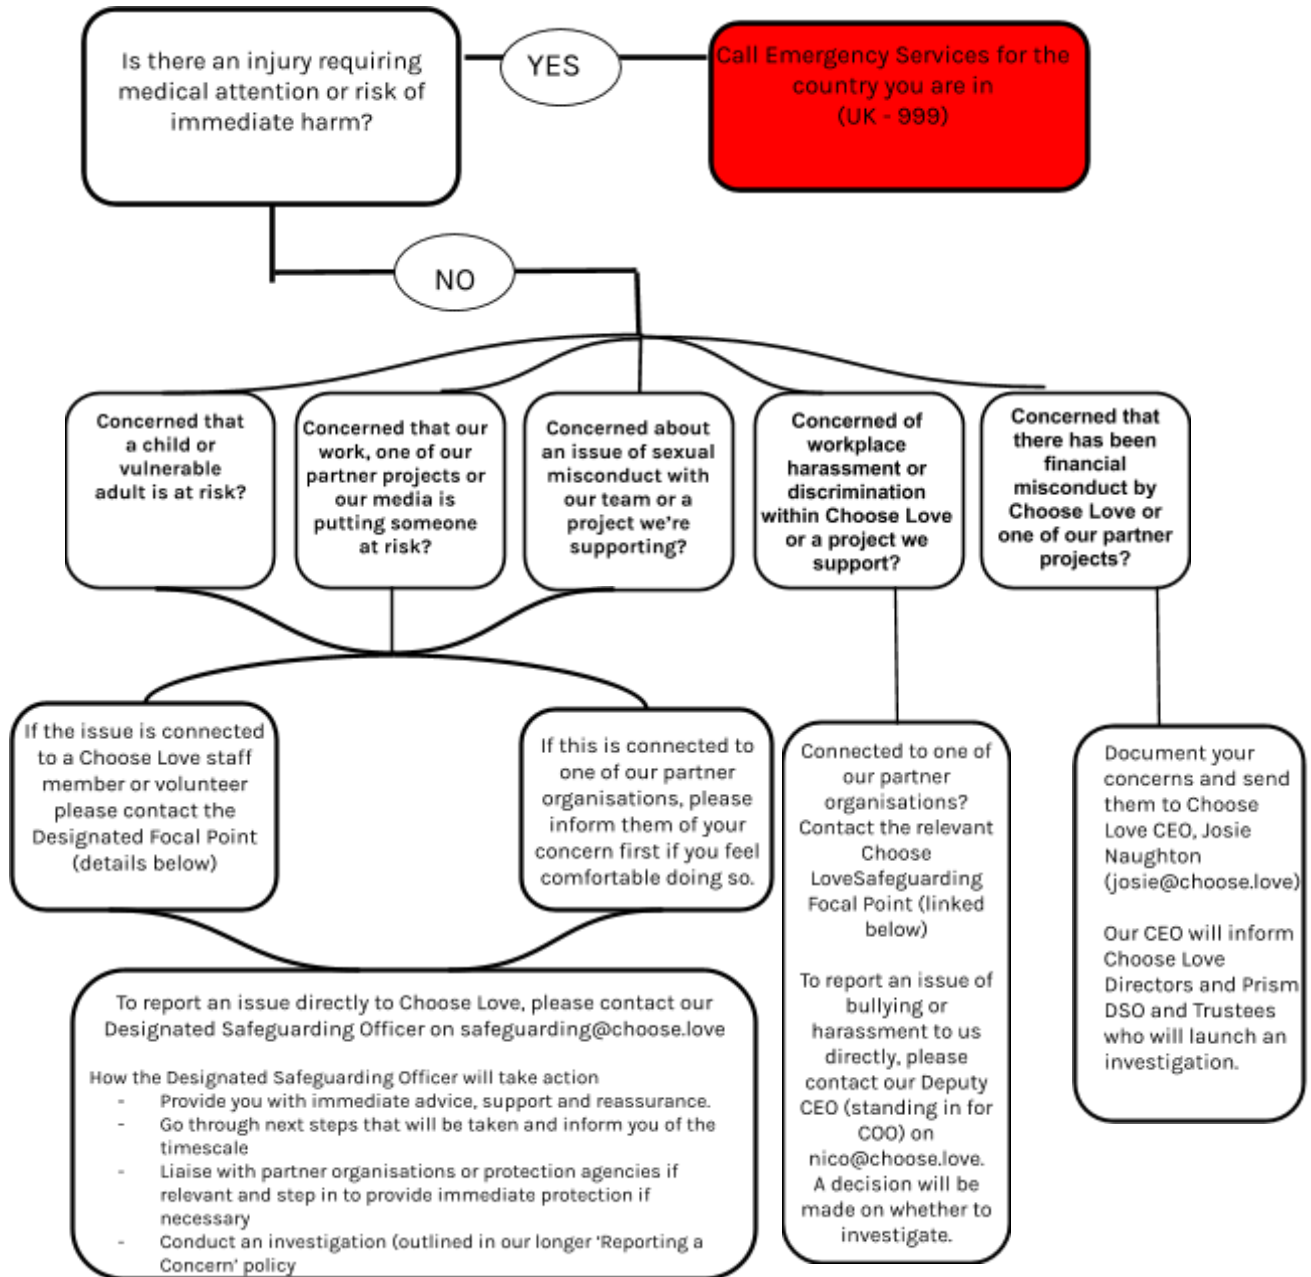 Is there an injury requiring
medical attention or risk of
immediate harm?
YES
Call Emergency Services for the
country you are in
(UK - 999)
NO
Concerned that
a child or
vulnerable
adult is at risk?
Concerned that our
work, one of our
partner projects or
our media is
putting someone
at risk?
Concerned about
an issue of sexual
misconduct with
our team or a
project we're
supporting?
Concerned of
workplace
harassment or
discrimination
within Choose Love
or a project we
support?
Concerned that
there has been
financial
misconduct by
Choose Love or
one of our partner
projects?
If the issue is connected
to a Choose Love staff
member or volunteer
please contact the
Designated Focal Point
(details below)
If this is connected to
one of our partner
organisations, please
inform them of your
concern first if you feel
comfortable doing so.
Connected to one of
our partner
organisations?
Contact the relevant
Choose
LoveSafeguarding
Focal Point (linked
below)
To report an issue of
bullying or
harassment to us
directly, please
contact our Deputy
CEO (standing in for
COO) on
nico@choose.love.
A decision will be
made on whether to
investigate.
Document your
concerns and send
them to Choose
Love CEO, Josie
Naughton
(josie@choose.love)
Our CEO will inform
Choose Love
Directors and Prism
DSO and Trustees
who will launch an
investigation.
To report an issue directly to Choose Love, please contact our
Designated Safeguarding Officer on safeguarding@choose.love
How the Designated Safeguarding Officer will take action
- Provide you with immediate advice, support and reassurance.
- Go through next steps that will be taken and inform you of the
timescale
- Liaise with partner organisations or protection agencies if
relevant and step in to provide immediate protection if
necessary
- Conduct an investigation (outlined in our longer 'Reporting a
Concern' policy